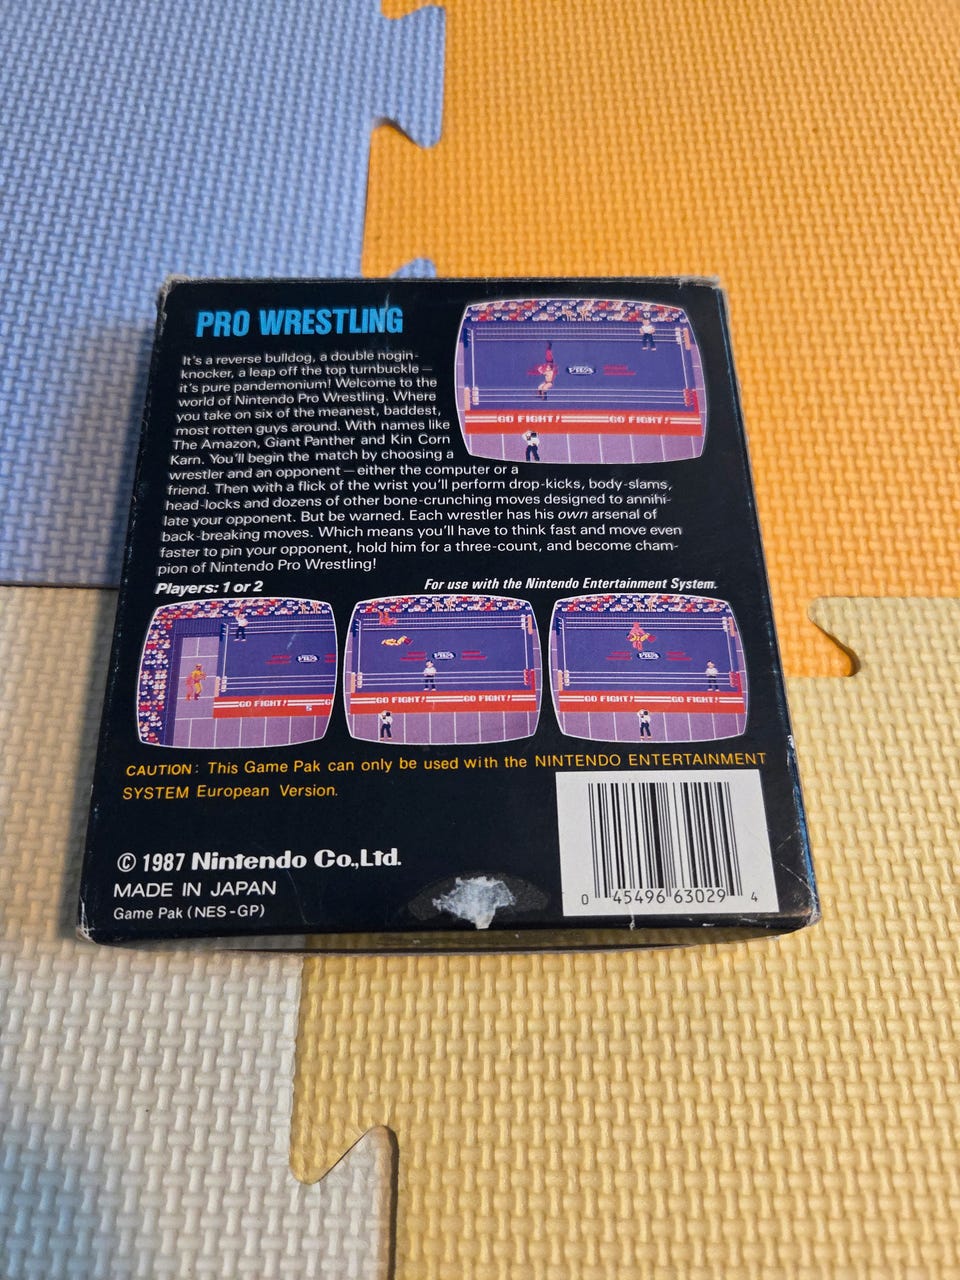 PRO WRESTLING
It's a reverse bulldog, a double nogin-
knocker, a leap off the top turnbuckle—
it's pure pandemonium! Welcome to the
world of Nintendo Pro Wrestling. Where
you take on six of the meanest, baddest,
most rotten guys around. With names like
The Amazon, Giant Panther and Kin Corn
Karn. You'll begin the match by choosing a
wrestler and an opponent—either the computer or a
friend. Then with a flick of the wrist you'll perform drop-kicks, body-slams,
head-locks and dozens of other bone-crunching moves designed to annihi-
late your opponent. But be warned. Each wrestler has his own arsenal of
back-breaking moves. Which means you'll have to think fast and move even
faster to pin your opponent, hold him for a three-count, and become cham-
pion of Nintendo Pro Wrestling!
GO FIGHT! GO FIGHT!
Players: 1 or 2
For use with the Nintendo Entertainment System.
GO FIGHT! GO
5
GO FIGHT! GO FIGHT!
GO FIGHT! GO FIGHT!
CAUTION: This Game Pak can only be used with the NINTENDO ENTERTAINMENT
SYSTEM European Version.
© 1987 Nintendo Co.,Ltd.
MADE IN JAPAN
Game Pak (NES-GP)
0 45496 63029 4